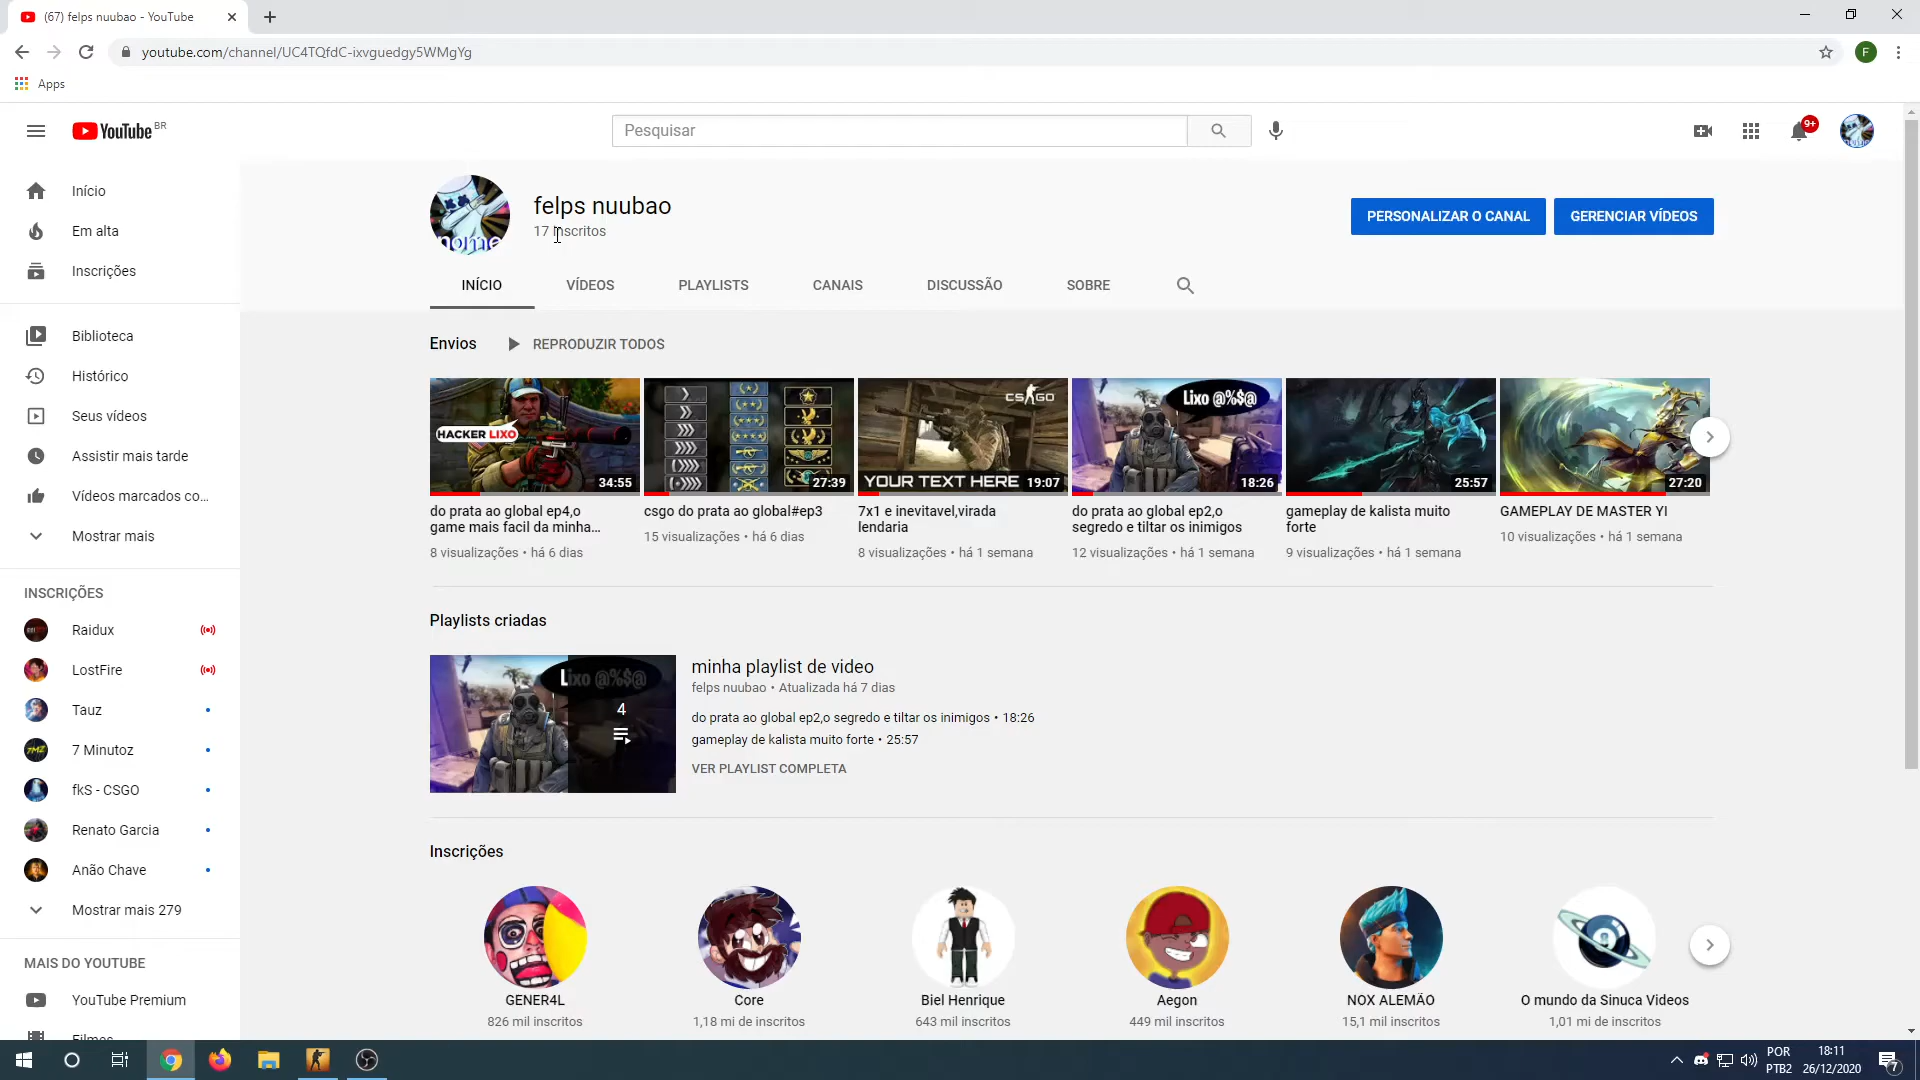 (67) felps nuubao - YouTube
youtube.com/channel/UC4TQfdC-ixvguedgy5WMgYg
F
Apps
YouTube BR
Pesquisar
9+
Início
Em alta
Inscrições
Biblioteca
Histórico
Seus vídeos
Assistir mais tarde
Vídeos marcados co...
Mostrar mais
INSCRIÇÕES
Raidux
LostFire
Tauz
7 Minutoz
fkS - CSGO
Renato Garcia
Anão Chave
Mostrar mais 279
MAIS DO YOUTUBE
YouTube Premium
Filmes
nome
felps nuubao
17 inscritos
PERSONALIZAR O CANAL
GERENCIAR VÍDEOS
INÍCIO
VÍDEOS
PLAYLISTS
CANAIS
DISCUSSÃO
SOBRE
Envios
REPRODUZIR TODOS
HACKER LIXO
34:55
do prata ao global ep4,o
game mais facil da minha...
8 visualizações • há 6 dias
27:39
csgo do prata ao global#ep3
15 visualizações • há 6 dias
CS GO
YOUR TEXT HERE
19:07
7x1 e inevitavel,virada
lendaria
8 visualizações • há 1 semana
Lixo @%$@
18:26
do prata ao global ep2,o
segredo e tiltar os inimigos
12 visualizações • há 1 semana
25:57
gameplay de kalista muito
forte
9 visualizações • há 1 semana
27:20
GAMEPLAY DE MASTER YI
10 visualizações • há 1 semana
Playlists criadas
Lixo @%$@
4
minha playlist de video
felps nuubao • Atualizada há 7 dias
do prata ao global ep2,o segredo e tiltar os inimigos • 18:26
gameplay de kalista muito forte • 25:57
VER PLAYLIST COMPLETA
Inscrições
GENER4L
826 mil inscritos
Core
1,18 mi de inscritos
Biel Henrique
643 mil inscritos
Aegon
449 mil inscritos
NOX ALEMÃO
15,1 mil inscritos
O mundo da Sinuca Videos
1,01 mi de inscritos
POR
PTB2
18:11
26/12/2020
7